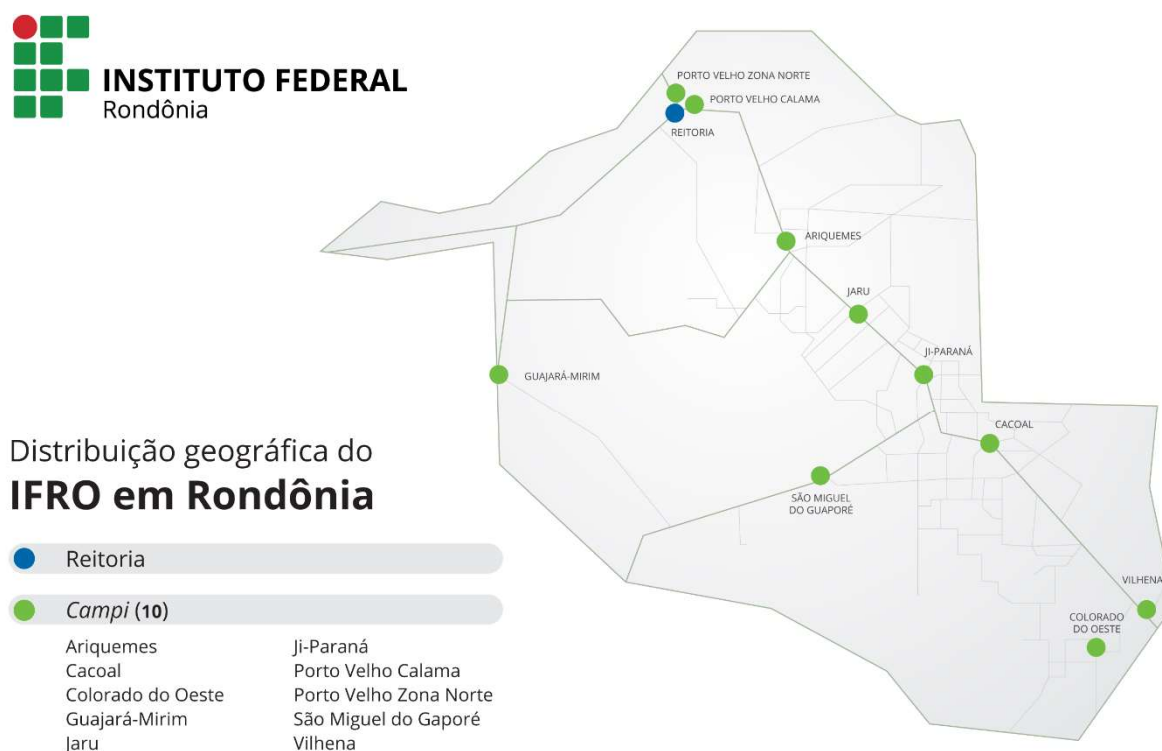 INSTITUTO FEDERAL
Rondônia
PORTO VELHO ZONA NORTE
PORTO VELHO CALAMA
REITORIA
ARIQUEMES
JARU
JI-PARANÁ
GUAJARÁ-MIRIM
CACOAL
SÃO MIGUEL
DO GUAPORÉ
VILHENA
COLORADO
DO OESTE
Distribuição geográfica do
IFRO em Rondônia
Reitoria
Campi (10)
Ariquemes
Cacoal
Colorado do Oeste
Guajará-Mirim
Jaru
Ji-Paraná
Porto Velho Calama
Porto Velho Zona Norte
São Miguel do Gaporé
Vilhena